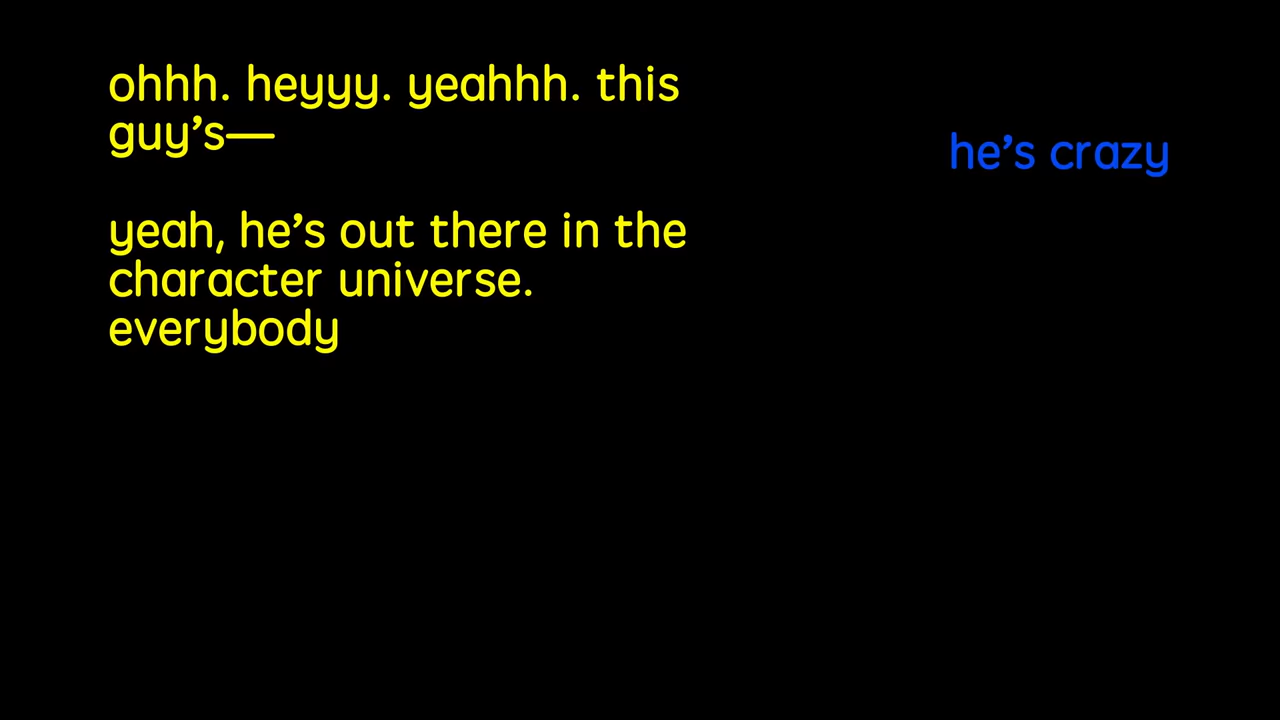 ohhh. heyyy. yeahhh. this
guy’s—
he’s crazy
yeah, he’s out there in the
character universe.
everybody